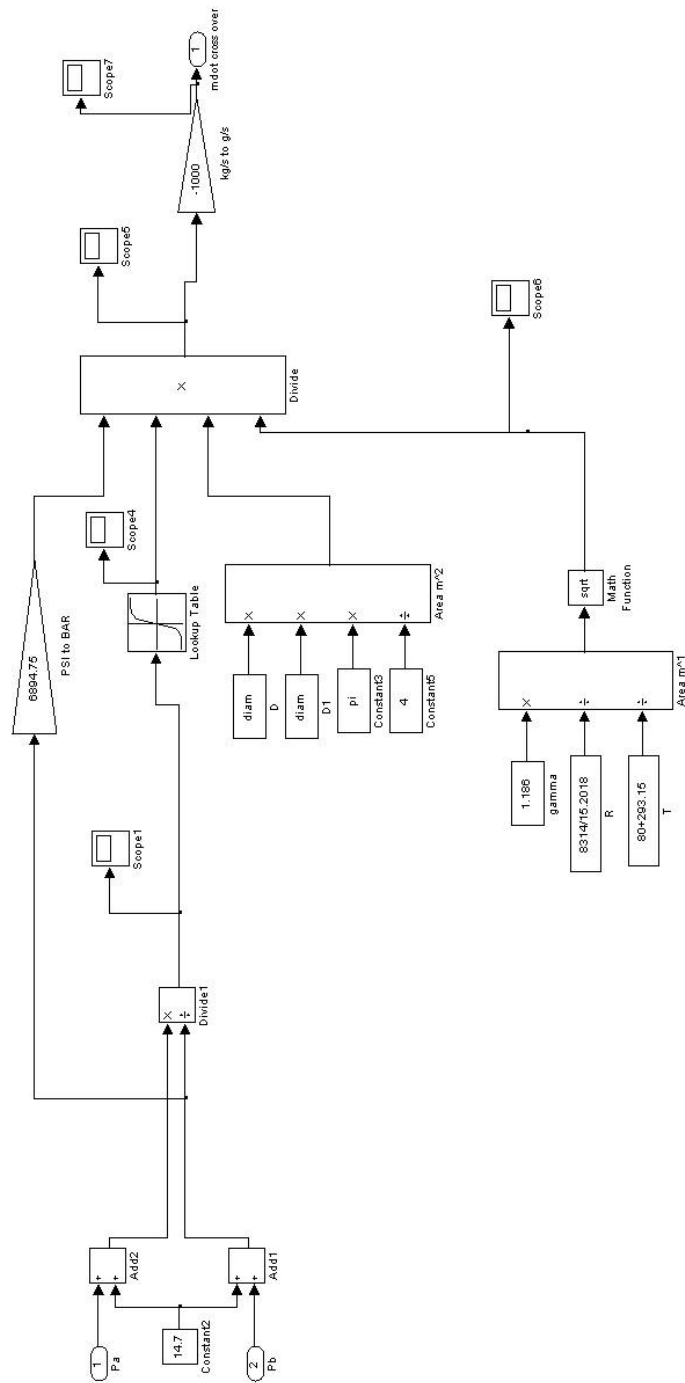 1
Pa
2
Pb
14.7
Constant2
+
+
Add2
+
+
Add1
×
÷
Divide1
Scope1
6894.75
PSI to BAR
Lookup Table
Scope4
diam
D
diam
D1
pi
Constant3
4
Constant5
×
×
×
÷
Area m^2
1.186
gamma
8314/15.2018
R
80+293.15
T
×
÷
÷
Area m^1
sqrt
Math
Function
Scope6
×
Divide
Scope5
-1000
kg/s to g/s
Scope7
1
mdot cross over